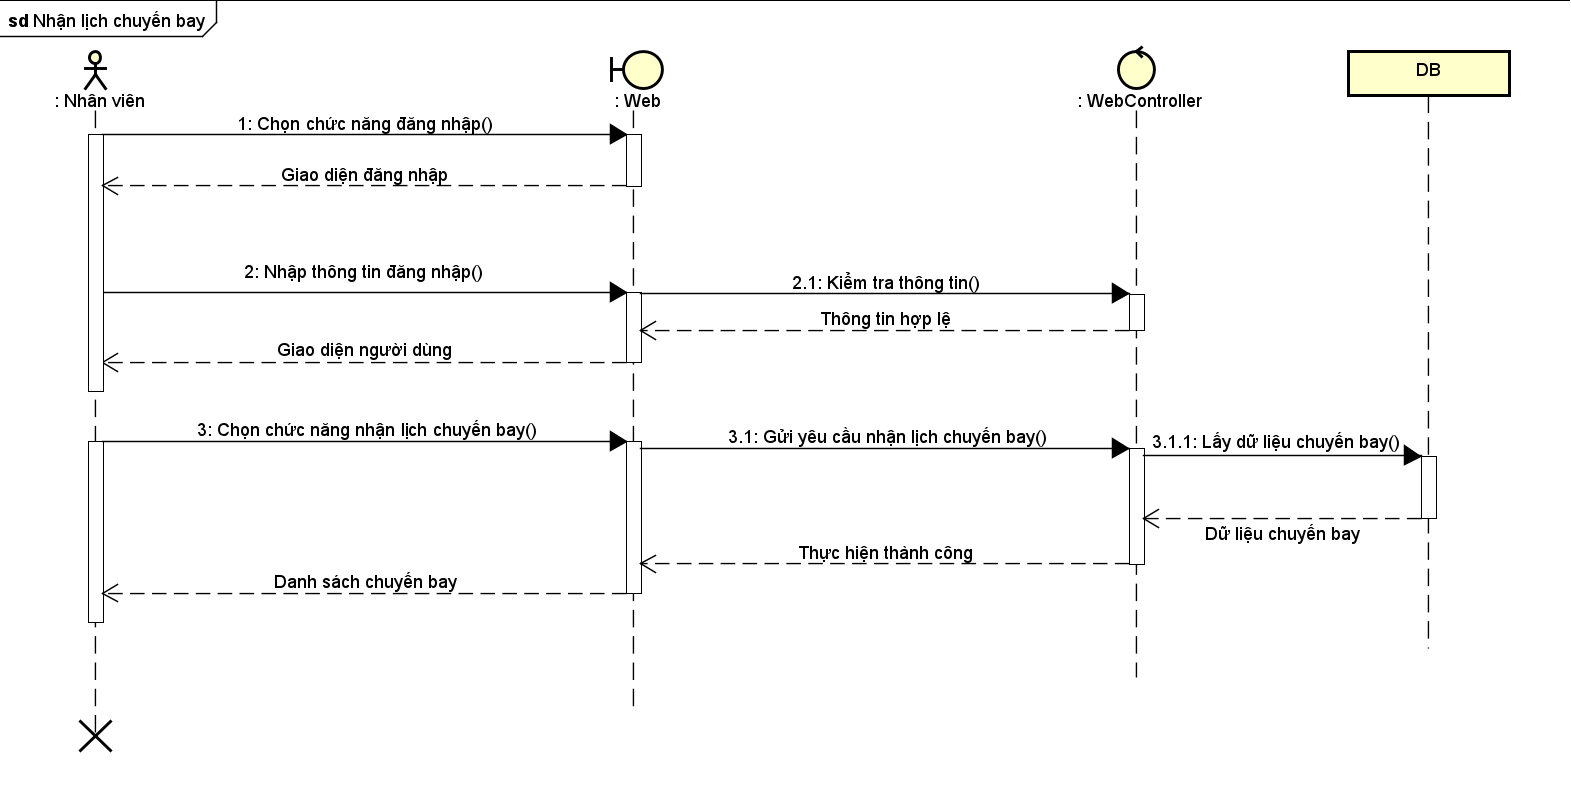 sd Nhận lịch chuyến bay
: Nhân viên
: Web
: WebController
DB
1: Chọn chức năng đăng nhập()
Giao diện đăng nhập
2: Nhập thông tin đăng nhập()
2.1: Kiểm tra thông tin()
Thông tin hợp lệ
Giao diện người dùng
3: Chọn chức năng nhận lịch chuyến bay()
3.1: Gửi yêu cầu nhận lịch chuyến bay()
3.1.1: Lấy dữ liệu chuyến bay()
Dữ liệu chuyến bay
Thực hiện thành công
Danh sách chuyến bay